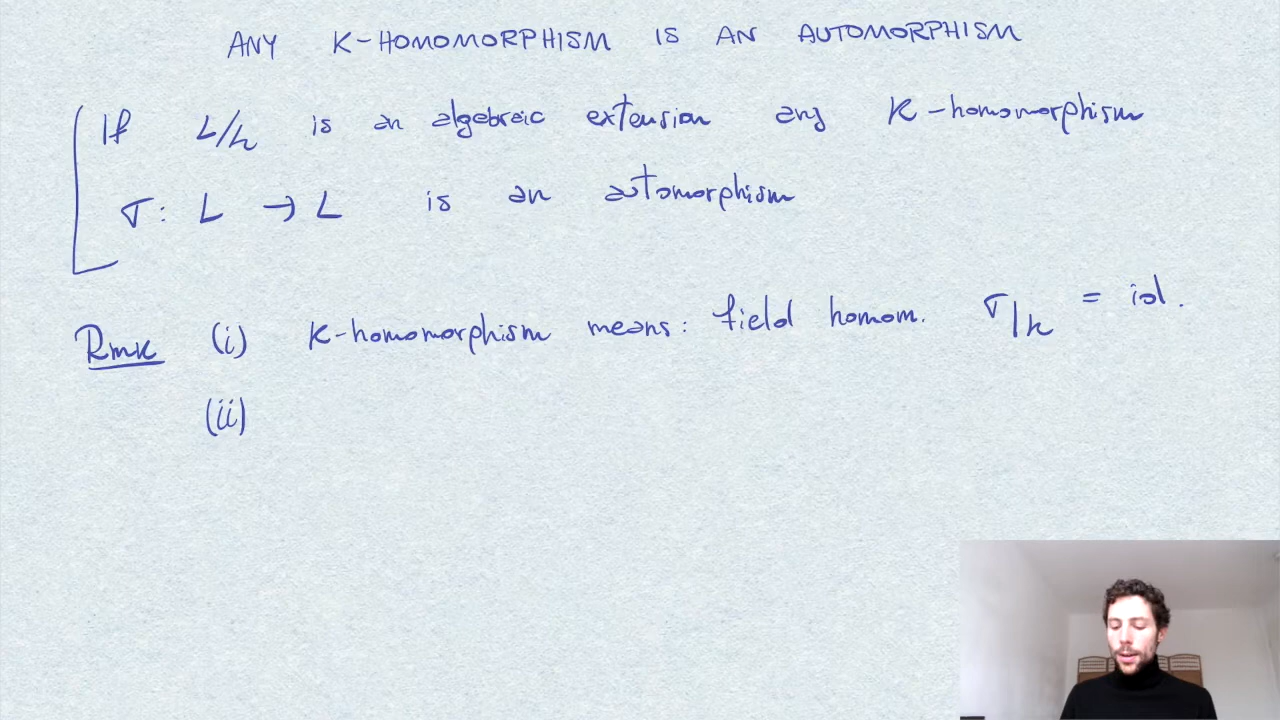 ANY K-HOMOMORPHISM IS AN AUTOMORPHISM
If L/K is an algebraic extension any K-homomorphism
σ: L → L is an automorphism
Rmk (i) K-homomorphism means: field homom. σ|K = id.
(ii)